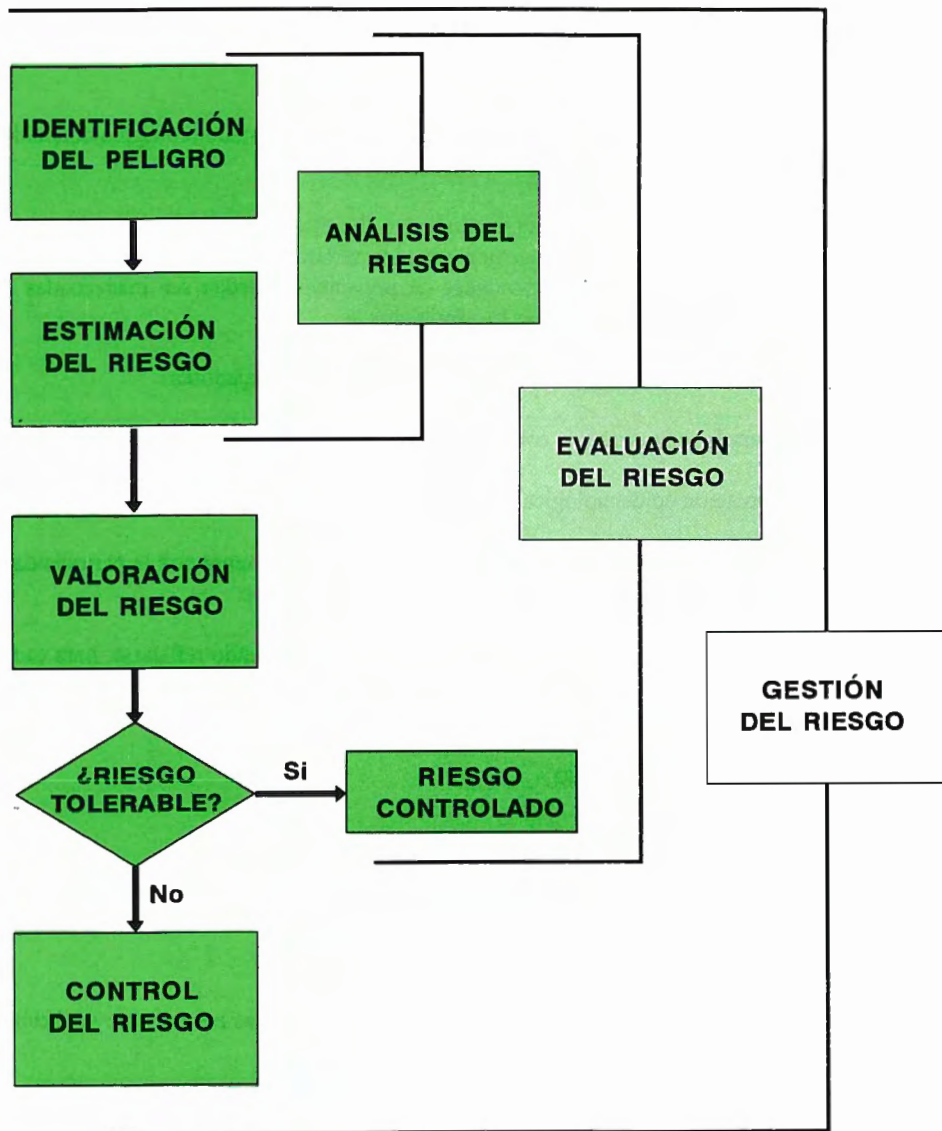 IDENTIFICACIÓN
DEL PELIGRO
ANÁLISIS DEL
RIESGO
ESTIMACIÓN
DEL RIESGO
EVALUACIÓN
DEL RIESGO
VALORACIÓN
DEL RIESGO
GESTIÓN
DEL RIESGO
¿RIESGO
TOLERABLE?
Si
RIESGO
CONTROLADO
No
CONTROL
DEL RIESGO